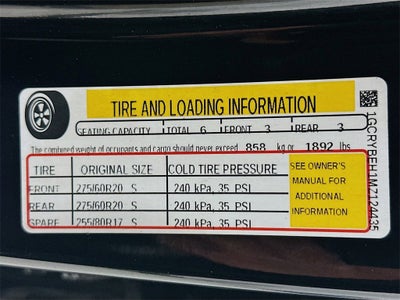 TIRE AND LOADING INFORMATION
SEATING CAPACITY TOTAL 6 FRONT 3 REAR 3
The combined weight of occupants and cargo should never exceed 858 kg or 1892 lbs
TIRE ORIGINAL SIZE COLD TIRE PRESSURE
FRONT 275/60R20 S 240 kPa, 35 PSI
REAR 275/60R20 S 240 kPa, 35 PSI
SPARE 255/80R17 S 240 kPa, 35 PSI
SEE OWNER'S
MANUAL FOR
ADDITIONAL
INFORMATION
1GCRYBEH1MZ124435